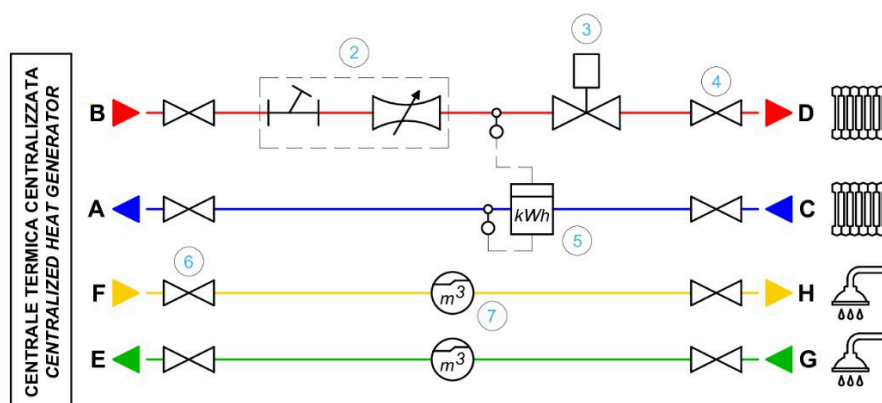 CENTRALE TERMICA CENTRALIZZATA
CENTRALIZED HEAT GENERATOR
2
3
4
B
D
A
kWh
C
5
6
F
m³
7
H
E
m³
G